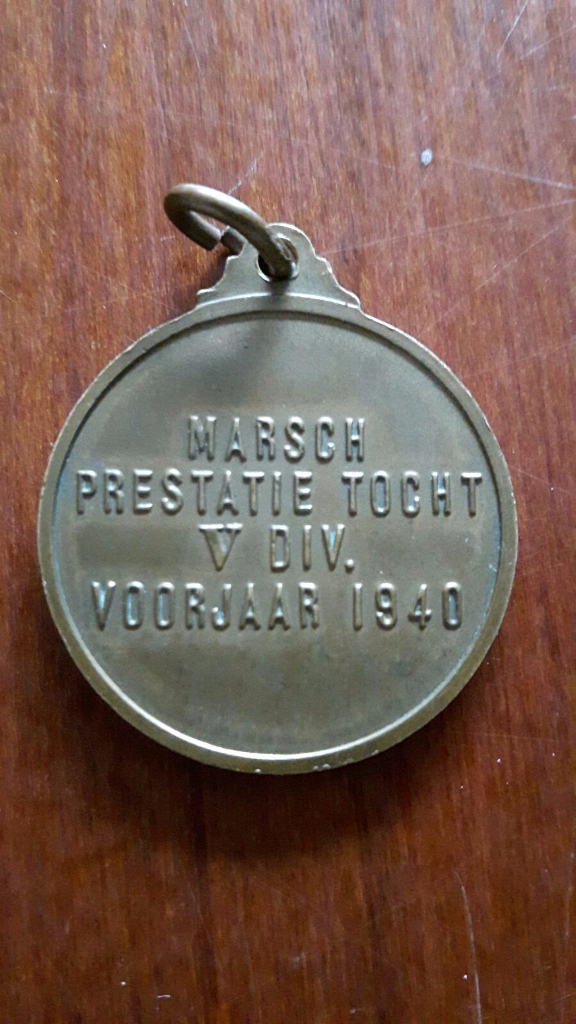 MARSCH
PRESTATIE TOCHT
V DIV.
VOORJAAR 1940